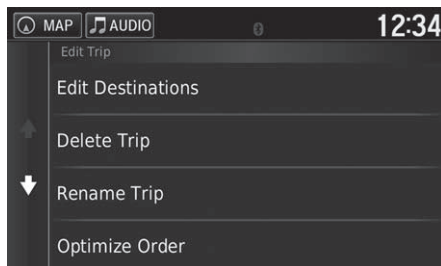 MAP AUDIO 12:34
Edit Trip
Edit Destinations
Delete Trip
Rename Trip
Optimize Order